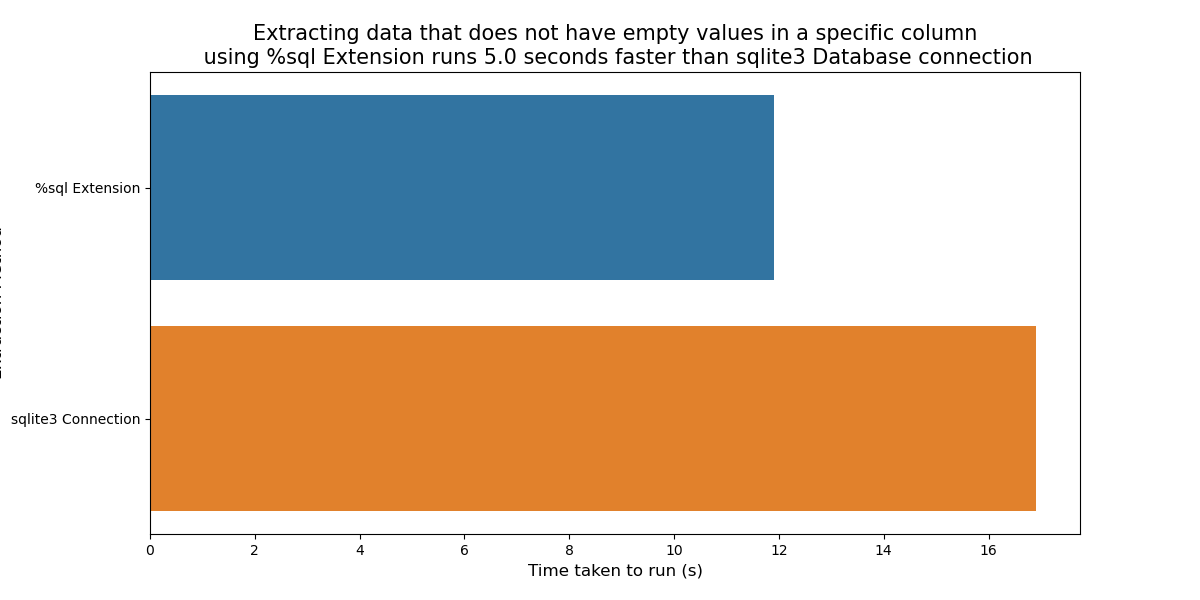 Extracting data that does not have empty values in a specific column
using %sql Extension runs 5.0 seconds faster than sqlite3 Database connection
%sql Extension
sqlite3 Connection
0 2 4 6 8 10 12 14 16
Time taken to run (s)